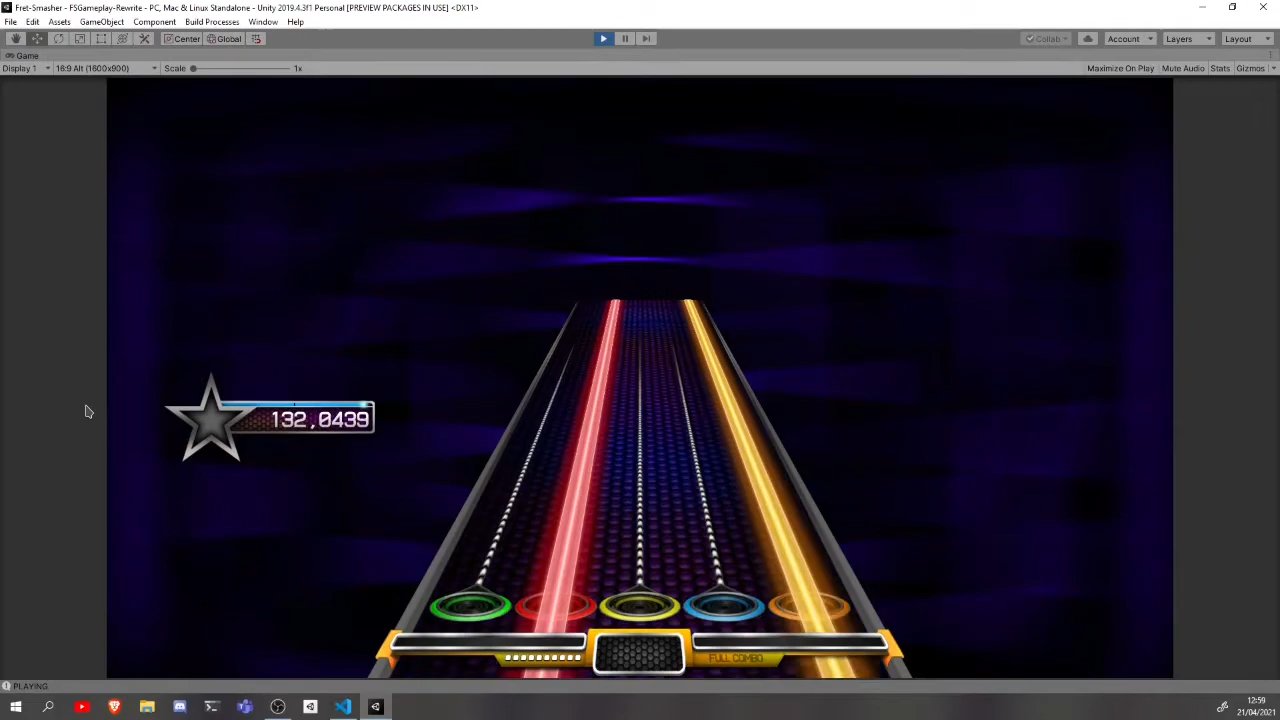 Fret-Smasher - FSGameplay-Rewrite - PC, Mac & Linux Standalone - Unity 2019.4.3f1 Personal [PREVIEW PACKAGES IN USE] <DX11>
File Edit Assets GameObject Component Build Processes Window Help
Center Global Collab Account Layers Layout
Game
Display 1 16:9 Alt (1600x900) Scale 1x Maximize On Play Mute Audio Stats Gizmos
132,0439
FULL COMBO
PLAYING
12:59
21/04/2021